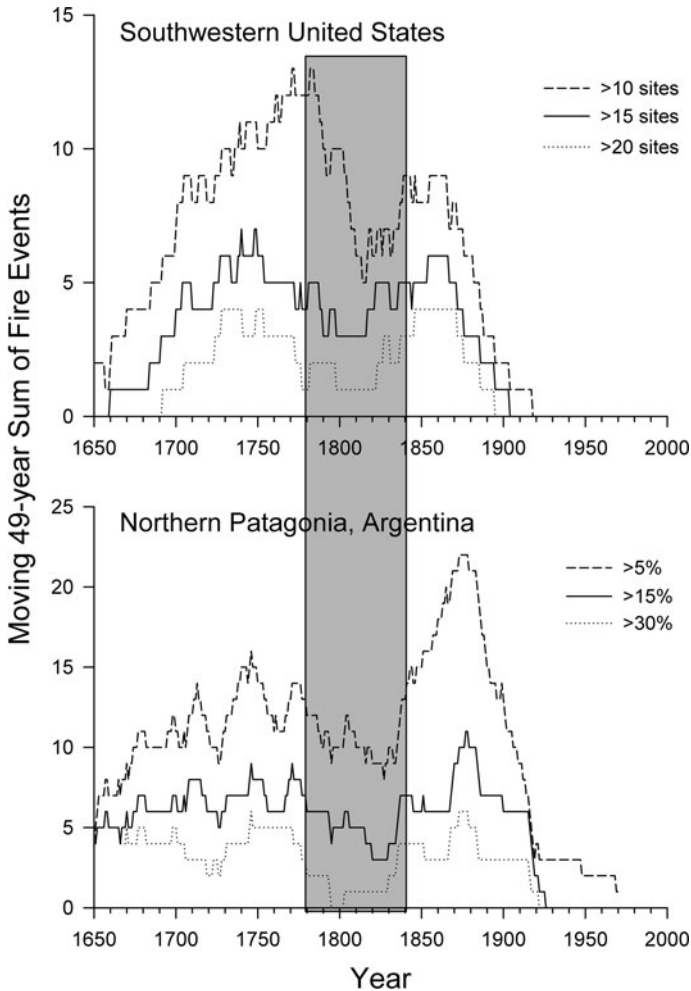 Moving 49-year Sum of Fire Events
Southwestern United States
15
10
5
0
>10 sites
>15 sites
>20 sites
1650 1700 1750 1800 1850 1900 1950 2000
Northern Patagonia, Argentina
25
20
15
10
5
0
>5%
>15%
>30%
1650 1700 1750 1800 1850 1900 1950 2000
Year